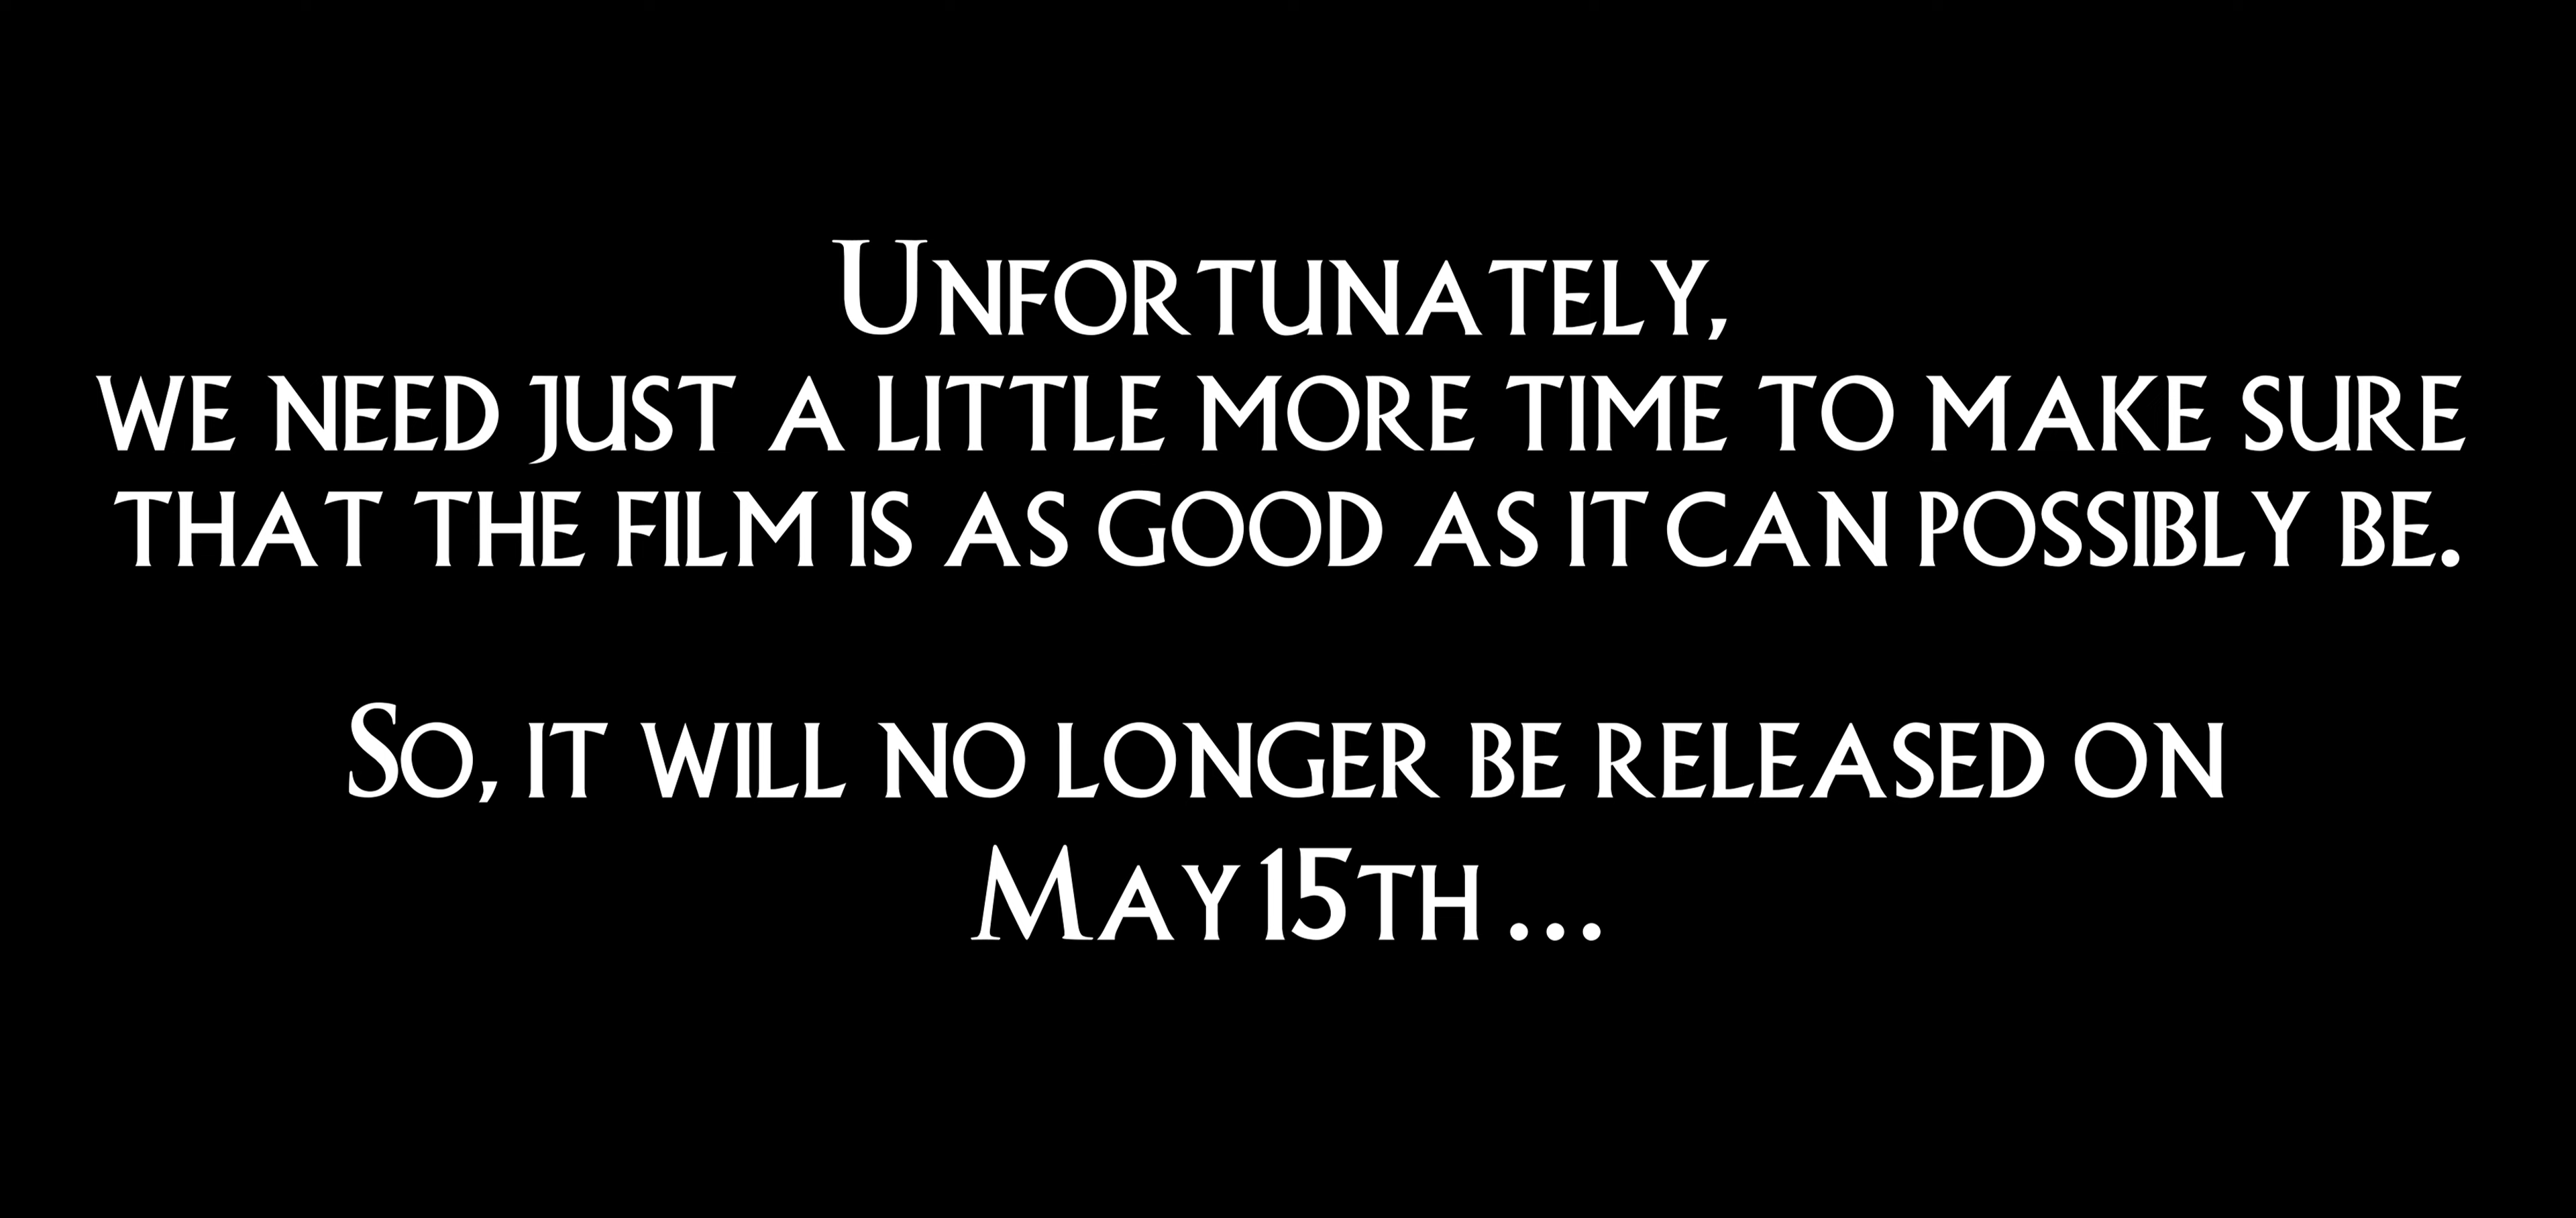 Unfortunately,
we need just a little more time to make sure
that the film is as good as it can possibly be.
So, it will no longer be released on
May 15th...